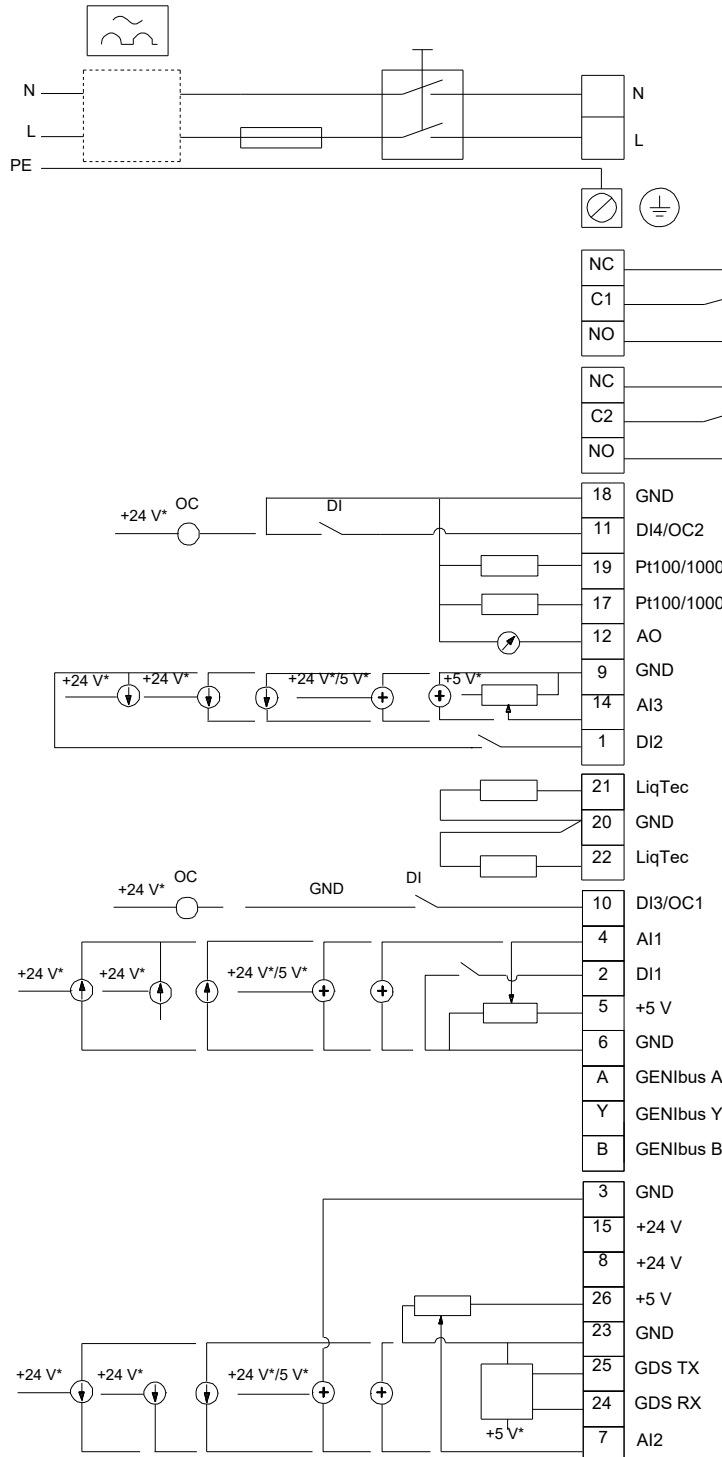 N
N
L
L
PE
NC
C1
NO
NC
C2
NO
18 GND
+24 V* OC DI
11 DI4/OC2
19 Pt100/1000
17 Pt100/1000
12 AO
9 GND
+24 V* +24 V* +24 V*/5 V* +5 V*
14 AI3
1 DI2
21 LiqTec
20 GND
22 LiqTec
+24 V* OC GND DI
10 DI3/OC1
4 AI1
+24 V* +24 V* +24 V*/5 V*
2 DI1
5 +5 V
6 GND
A GENIbus A
Y GENIbus Y
B GENIbus B
3 GND
15 +24 V
8 +24 V
26 +5 V
23 GND
+24 V* +24 V* +24 V*/5 V*
25 GDS TX
24 GDS RX
+5 V*
7 AI2